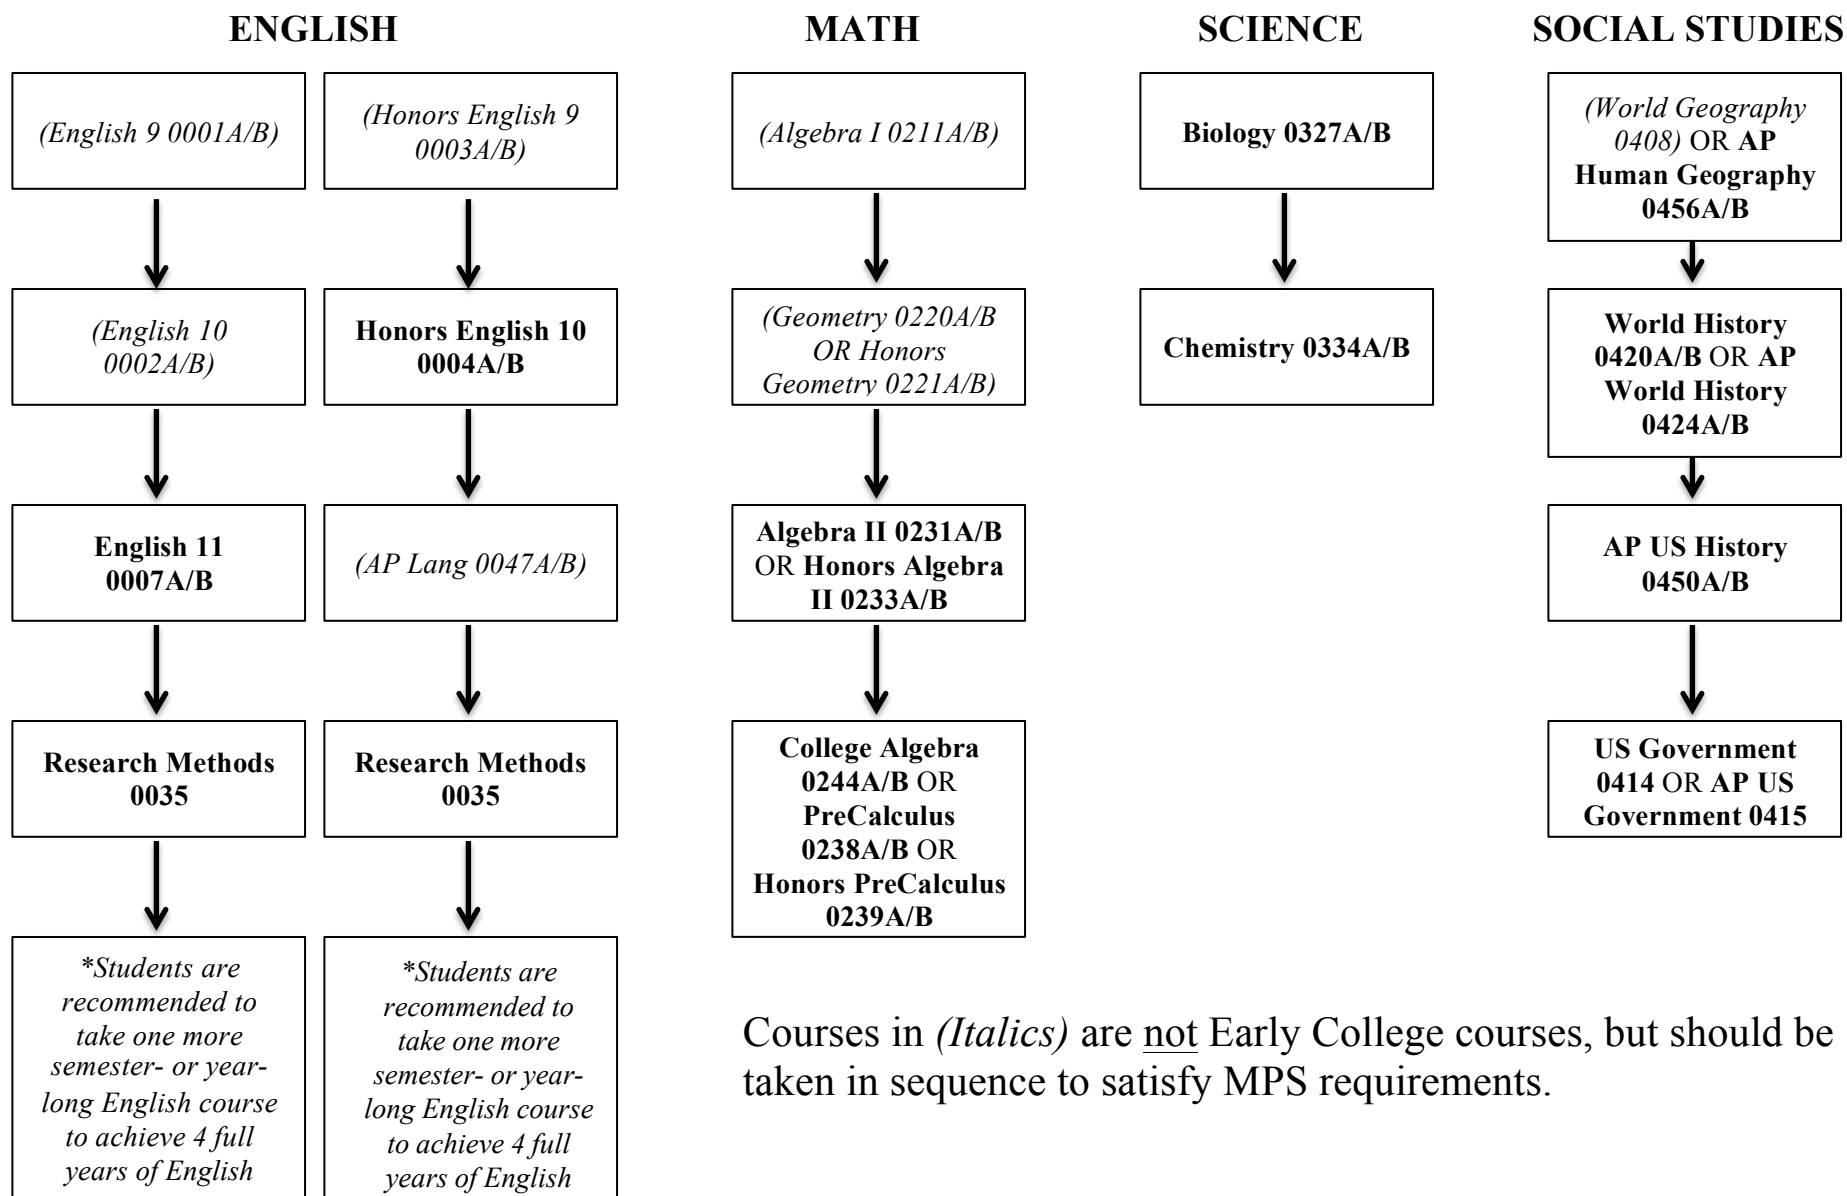 ENGLISH
(English 9 0001A/B)
(English 10
0002A/B)
English 11
0007A/B
Research Methods
0035
*Students are
recommended to
take one more
semester- or year-
long English course
to achieve 4 full
years of English
(Honors English 9
0003A/B)
Honors English 10
0004A/B
(AP Lang 0047A/B)
Research Methods
0035
*Students are
recommended to
take one more
semester- or year-
long English course
to achieve 4 full
years of English
MATH
(Algebra I 0211A/B)
(Geometry 0220A/B
OR Honors
Geometry 0221A/B)
Algebra II 0231A/B
OR Honors Algebra
II 0233A/B
College Algebra
0244A/B OR
PreCalculus
0238A/B OR
Honors PreCalculus
0239A/B
SCIENCE
Biology 0327A/B
Chemistry 0334A/B
SOCIAL STUDIES
(World Geography
0408) OR AP
Human Geography
0456A/B
World History
0420A/B OR AP
World History
0424A/B
AP US History
0450A/B
US Government
0414 OR AP US
Government 0415
Courses in (Italics) are not Early College courses, but should be
taken in sequence to satisfy MPS requirements.